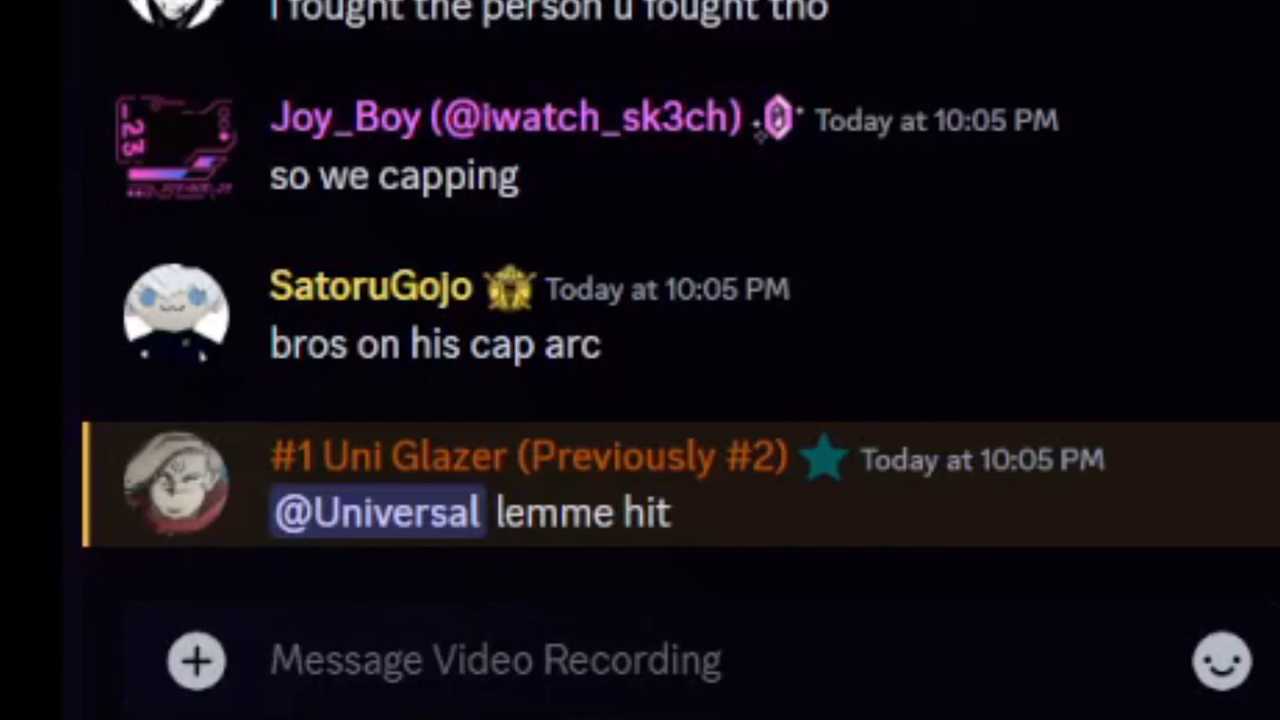 I fought the person u fought tho
Joy_Boy (@iwatch_sk3ch) Today at 10:05 PM
so we capping
SatoruGojo Today at 10:05 PM
bros on his cap arc
#1 Uni Glazer (Previously #2) Today at 10:05 PM
@Universal lemme hit
Message Video Recording